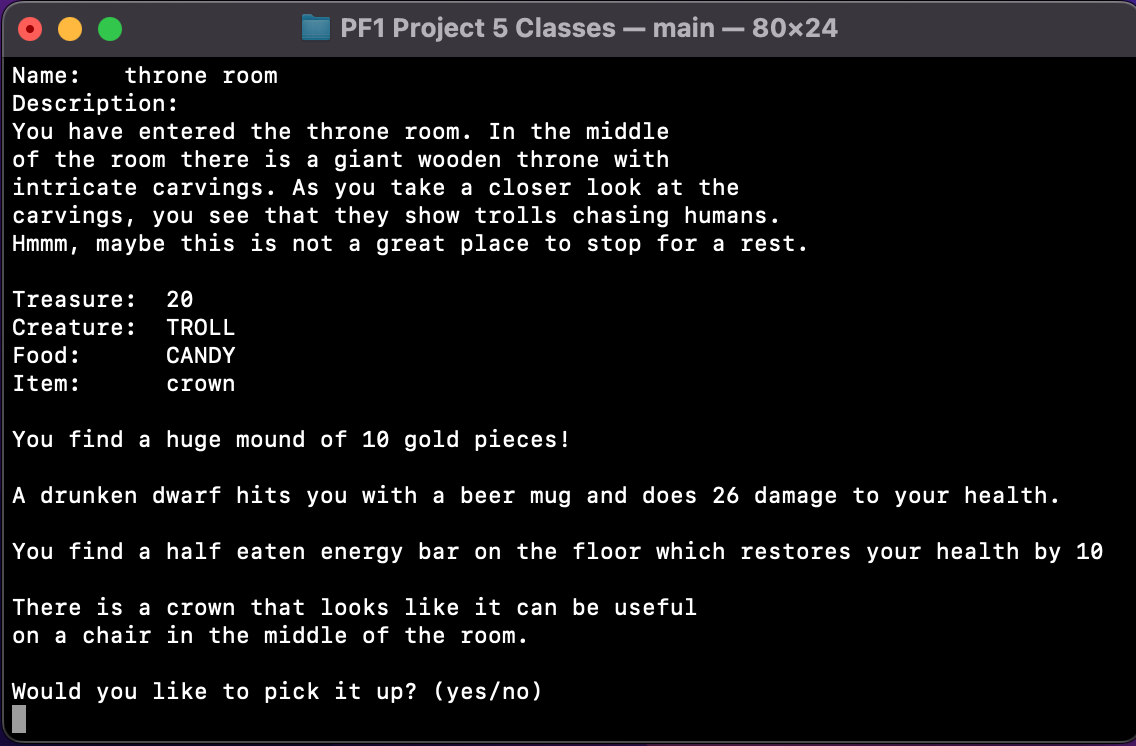 PF1 Project 5 Classes — main — 80×24
Name:   throne room
Description:
You have entered the throne room. In the middle
of the room there is a giant wooden throne with
intricate carvings. As you take a closer look at the
carvings, you see that they show trolls chasing humans.
Hmmm, maybe this is not a great place to stop for a rest.
Treasure:  20
Creature:  TROLL
Food:      CANDY
Item:      crown
You find a huge mound of 10 gold pieces!
A drunken dwarf hits you with a beer mug and does 26 damage to your health.
You find a half eaten energy bar on the floor which restores your health by 10
There is a crown that looks like it can be useful
on a chair in the middle of the room.
Would you like to pick it up? (yes/no)